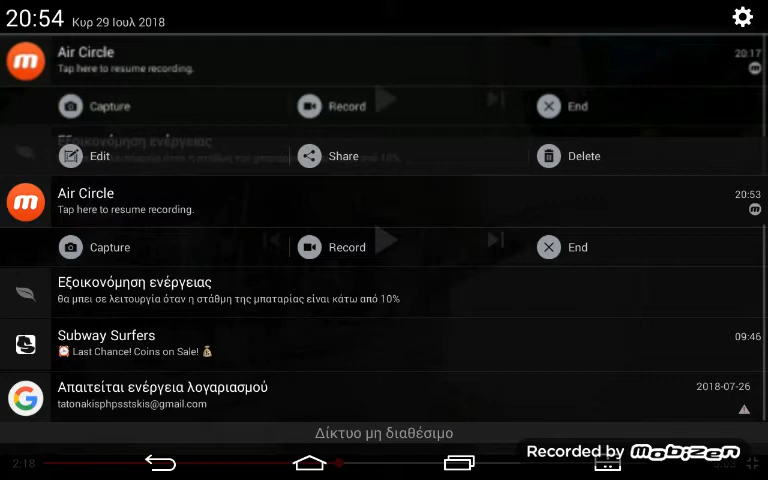 20:54 Κυρ 29 Ιουλ 2018
Air Circle 20:17
Tap here to resume recording.
Capture Record End
Εξοικονόμηση ενέργειας
Edit Share Delete
Air Circle 20:53
Tap here to resume recording.
Capture Record End
Εξοικονόμηση ενέργειας
θα μπει σε λειτουργία όταν η στάθμη της μπαταρίας είναι κάτω από 10%
Subway Surfers 09:46
⏰ Last Chance! Coins on Sale! 💰
Απαιτείται ενέργεια λογαριασμού 2018-07-26
tatonakisphpsstskis@gmail.com
Δίκτυο μη διαθέσιμο
Recorded by Mobizen
2:18